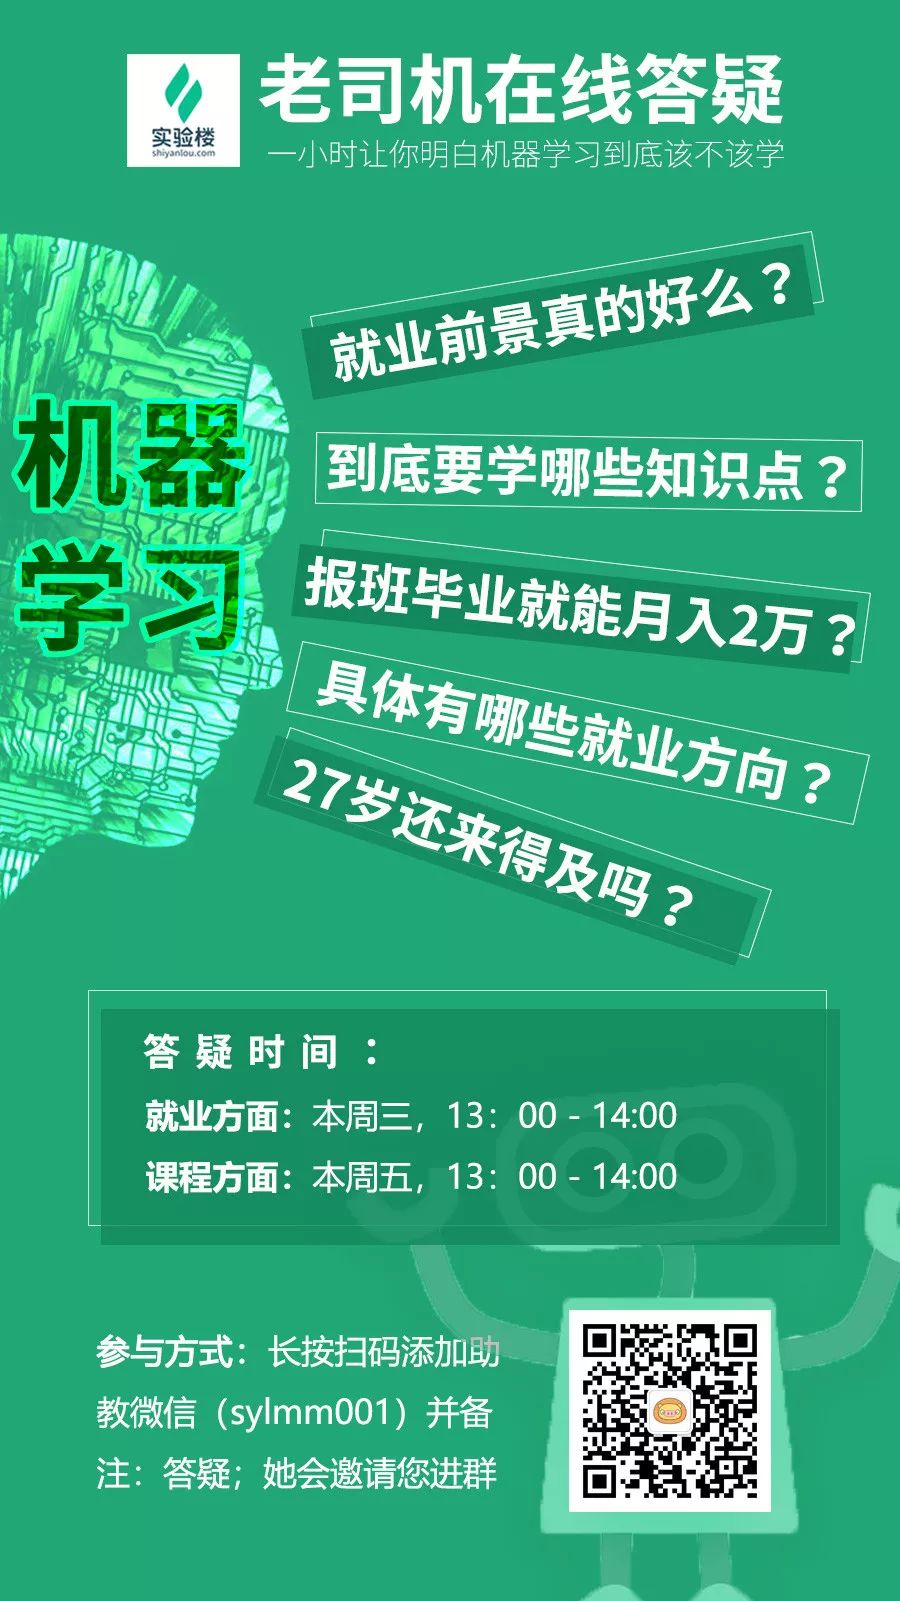 实验楼
shiyanlou.com
老司机在线答疑
一小时让你明白机器学习到底该不该学
机器
学习
就业前景真的好么？
到底要学哪些知识点？
报班毕业就能月入2万？
具体有哪些就业方向？
27岁还来得及吗？
答疑时间：
就业方面：本周三，13：00 - 14:00
课程方面：本周五，13：00 - 14:00
参与方式：长按扫码添加助
教微信（sylmm001）并备
注：答疑；她会邀请您进群